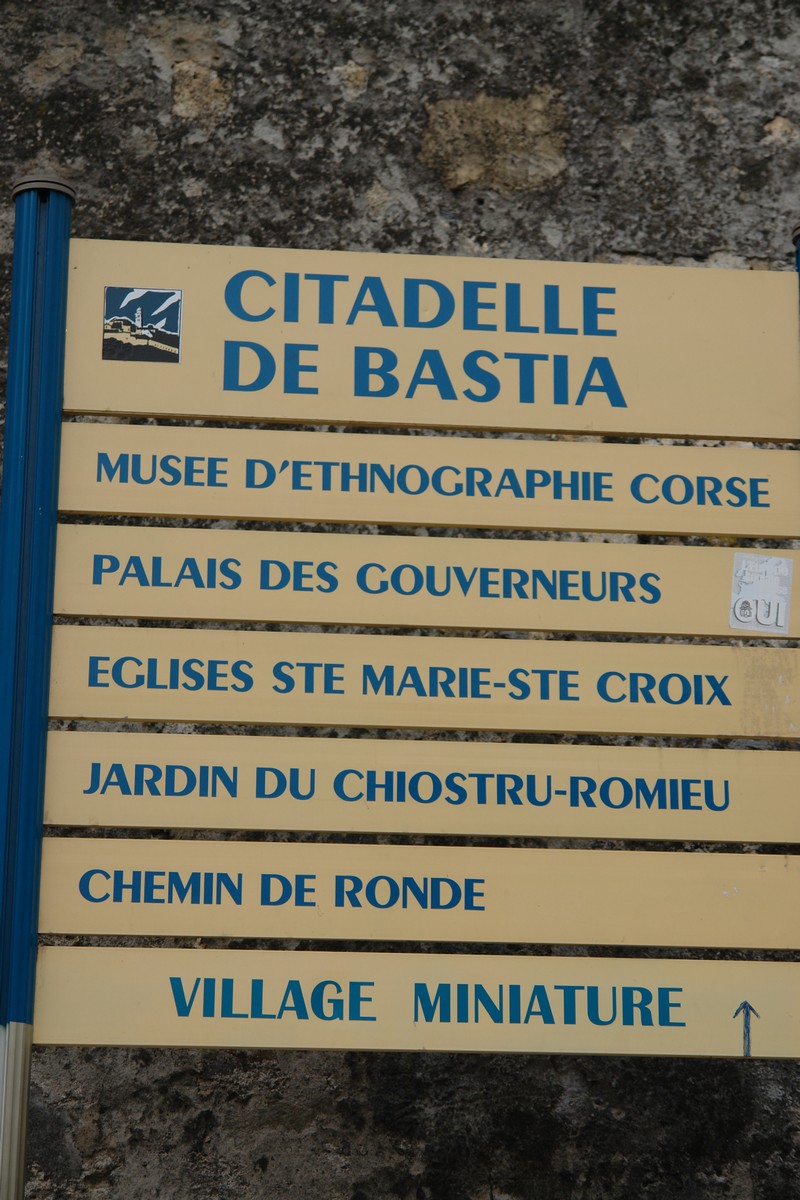 CITADELLE
DE BASTIA
MUSEE D'ETHNOGRAPHIE CORSE
PALAIS DES GOUVERNEURS
OUI
EGLISES STE MARIE-STE CROIX
JARDIN DU CHIOSTRU-ROMIEU
CHEMIN DE RONDE
VILLAGE MINIATURE